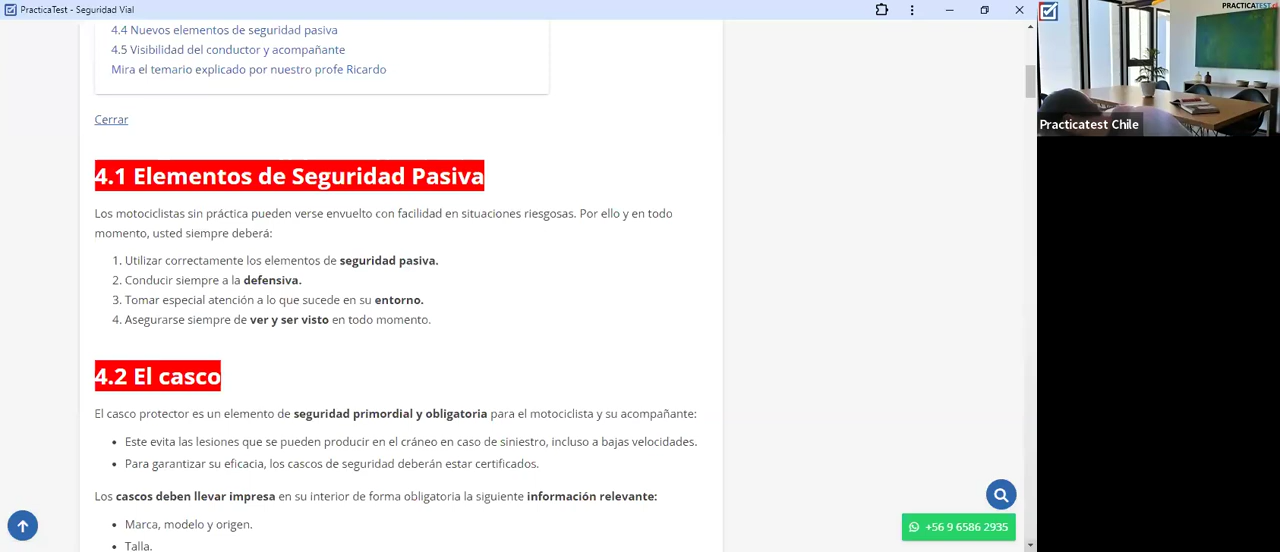 PracticaTest - Seguridad Vial
PRACTICATEST.cl
4.4 Nuevos elementos de seguridad pasiva
4.5 Visibilidad del conductor y acompañante
Mira el temario explicado por nuestro profe Ricardo
Practicatest Chile
Cerrar
4.1 Elementos de Seguridad Pasiva
Los motociclistas sin práctica pueden verse envuelto con facilidad en situaciones riesgosas. Por ello y en todo
momento, usted siempre deberá:
1. Utilizar correctamente los elementos de seguridad pasiva.
2. Conducir siempre a la defensiva.
3. Tomar especial atención a lo que sucede en su entorno.
4. Asegurarse siempre de ver y ser visto en todo momento.
4.2 El casco
El casco protector es un elemento de seguridad primordial y obligatoria para el motociclista y su acompañante:
• Este evita las lesiones que se pueden producir en el cráneo en caso de siniestro, incluso a bajas velocidades.
• Para garantizar su eficacia, los cascos de seguridad deberán estar certificados.
Los cascos deben llevar impresa en su interior de forma obligatoria la siguiente información relevante:
• Marca, modelo y origen.
+56 9 6586 2935
• Talla.